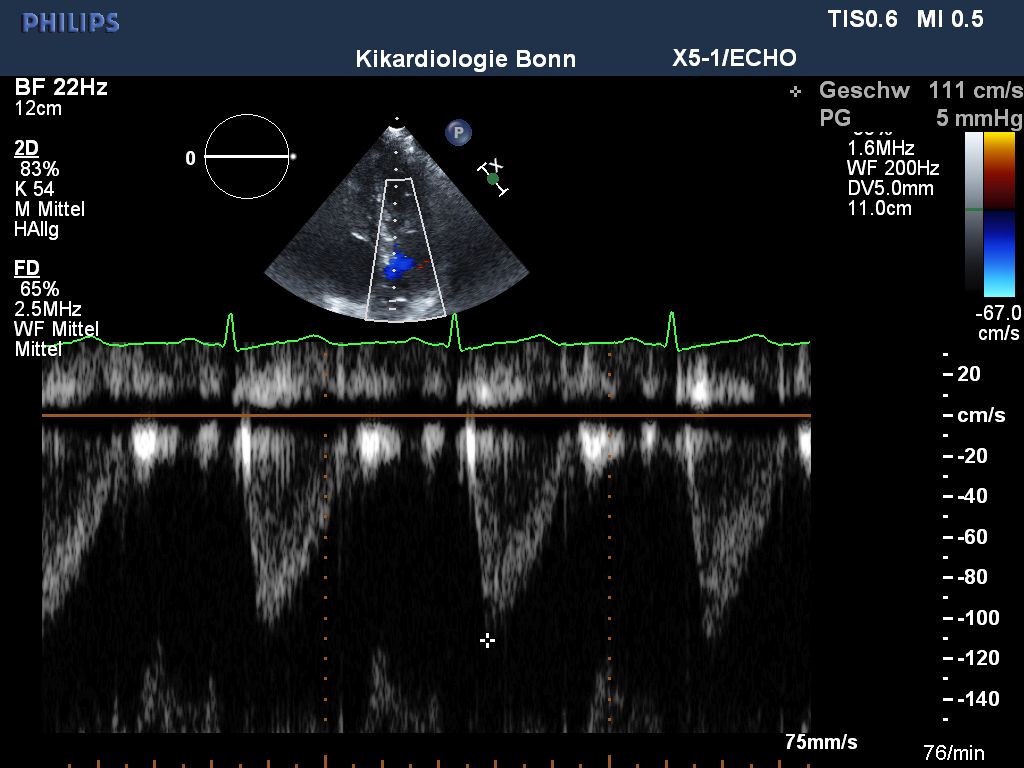 PHILIPS
TIS0.6 MI 0.5
Kikardiologie Bonn X5-1/ECHO
BF 22Hz
12cm
2D
83%
K 54
M Mittel
HAllg
FD
65%
2.5MHz
WF Mittel
Mittel
0
P
Geschw 111 cm/s
PG 5 mmHg
1.6MHz
WF 200Hz
DV5.0mm
11.0cm
-67.0
cm/s
20
cm/s
-20
-40
-60
-80
-100
-120
-140
75mm/s
76/min